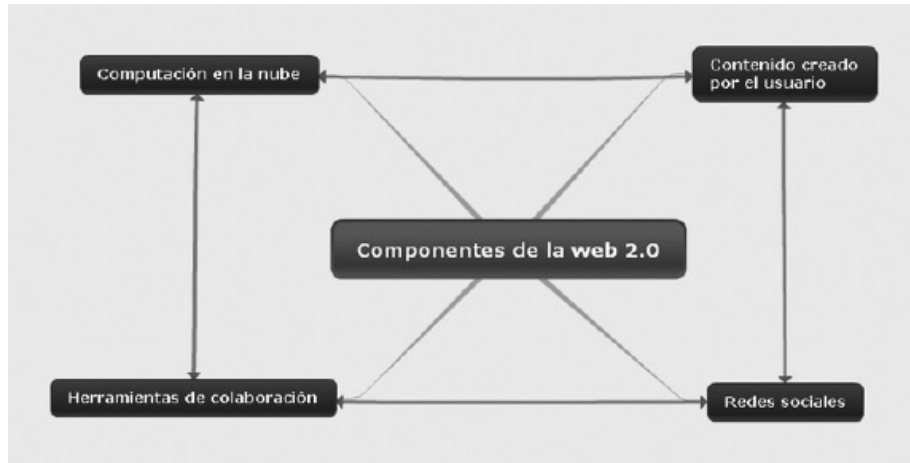 Computación en la nube
Contenido creado
por el usuario
Componentes de la web 2.0
Herramientas de colaboración
Redes sociales